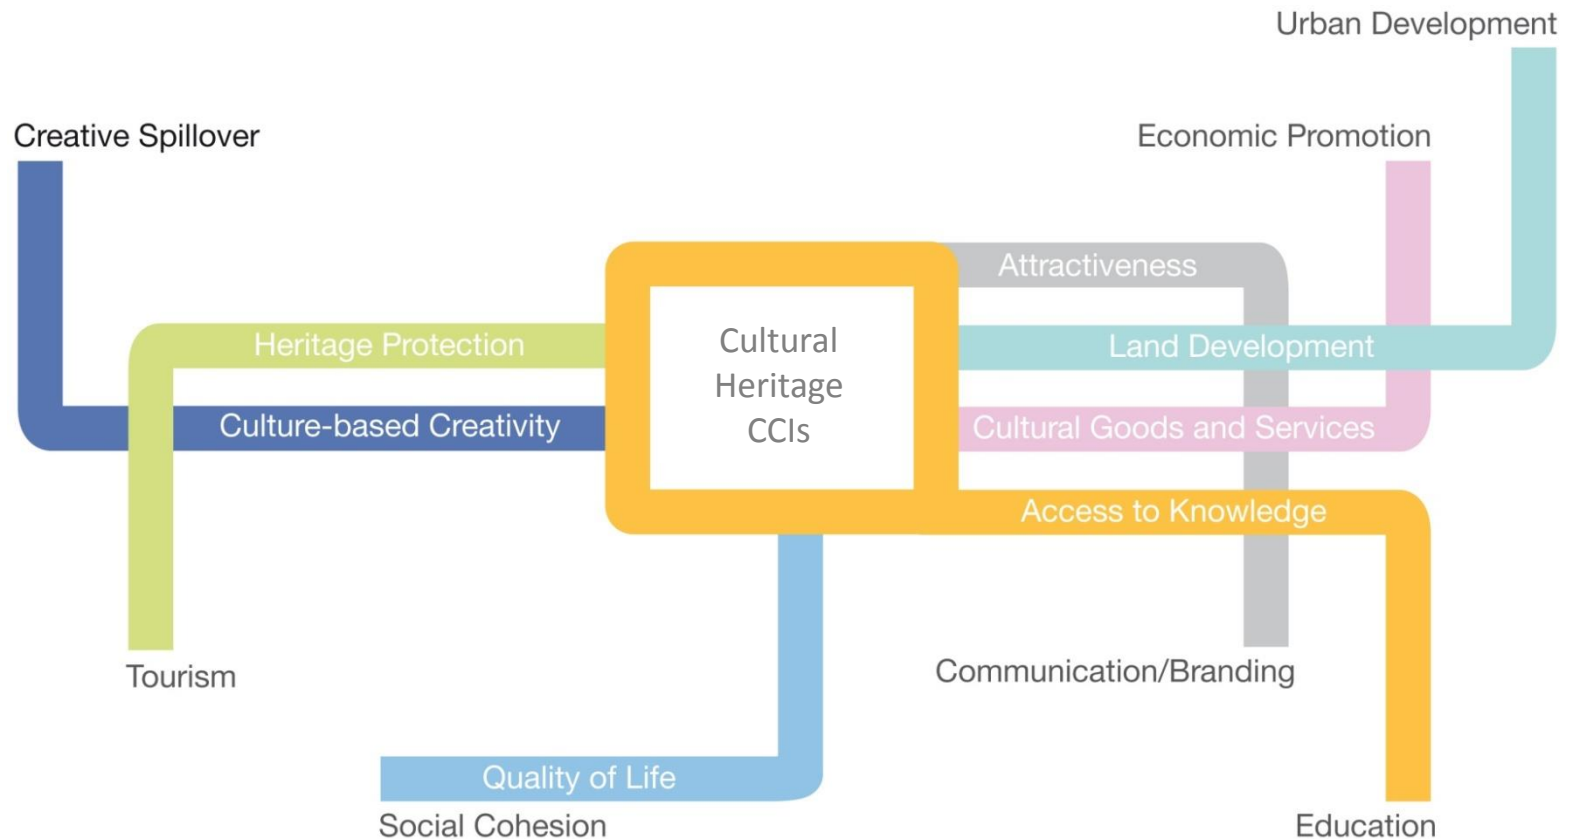 Urban Development
Creative Spillover
Economic Promotion
Attractiveness
Heritage Protection
Cultural
Heritage
CCIs
Land Development
Culture-based Creativity
Cultural Goods and Services
Access to Knowledge
Tourism
Communication/Branding
Quality of Life
Social Cohesion
Education